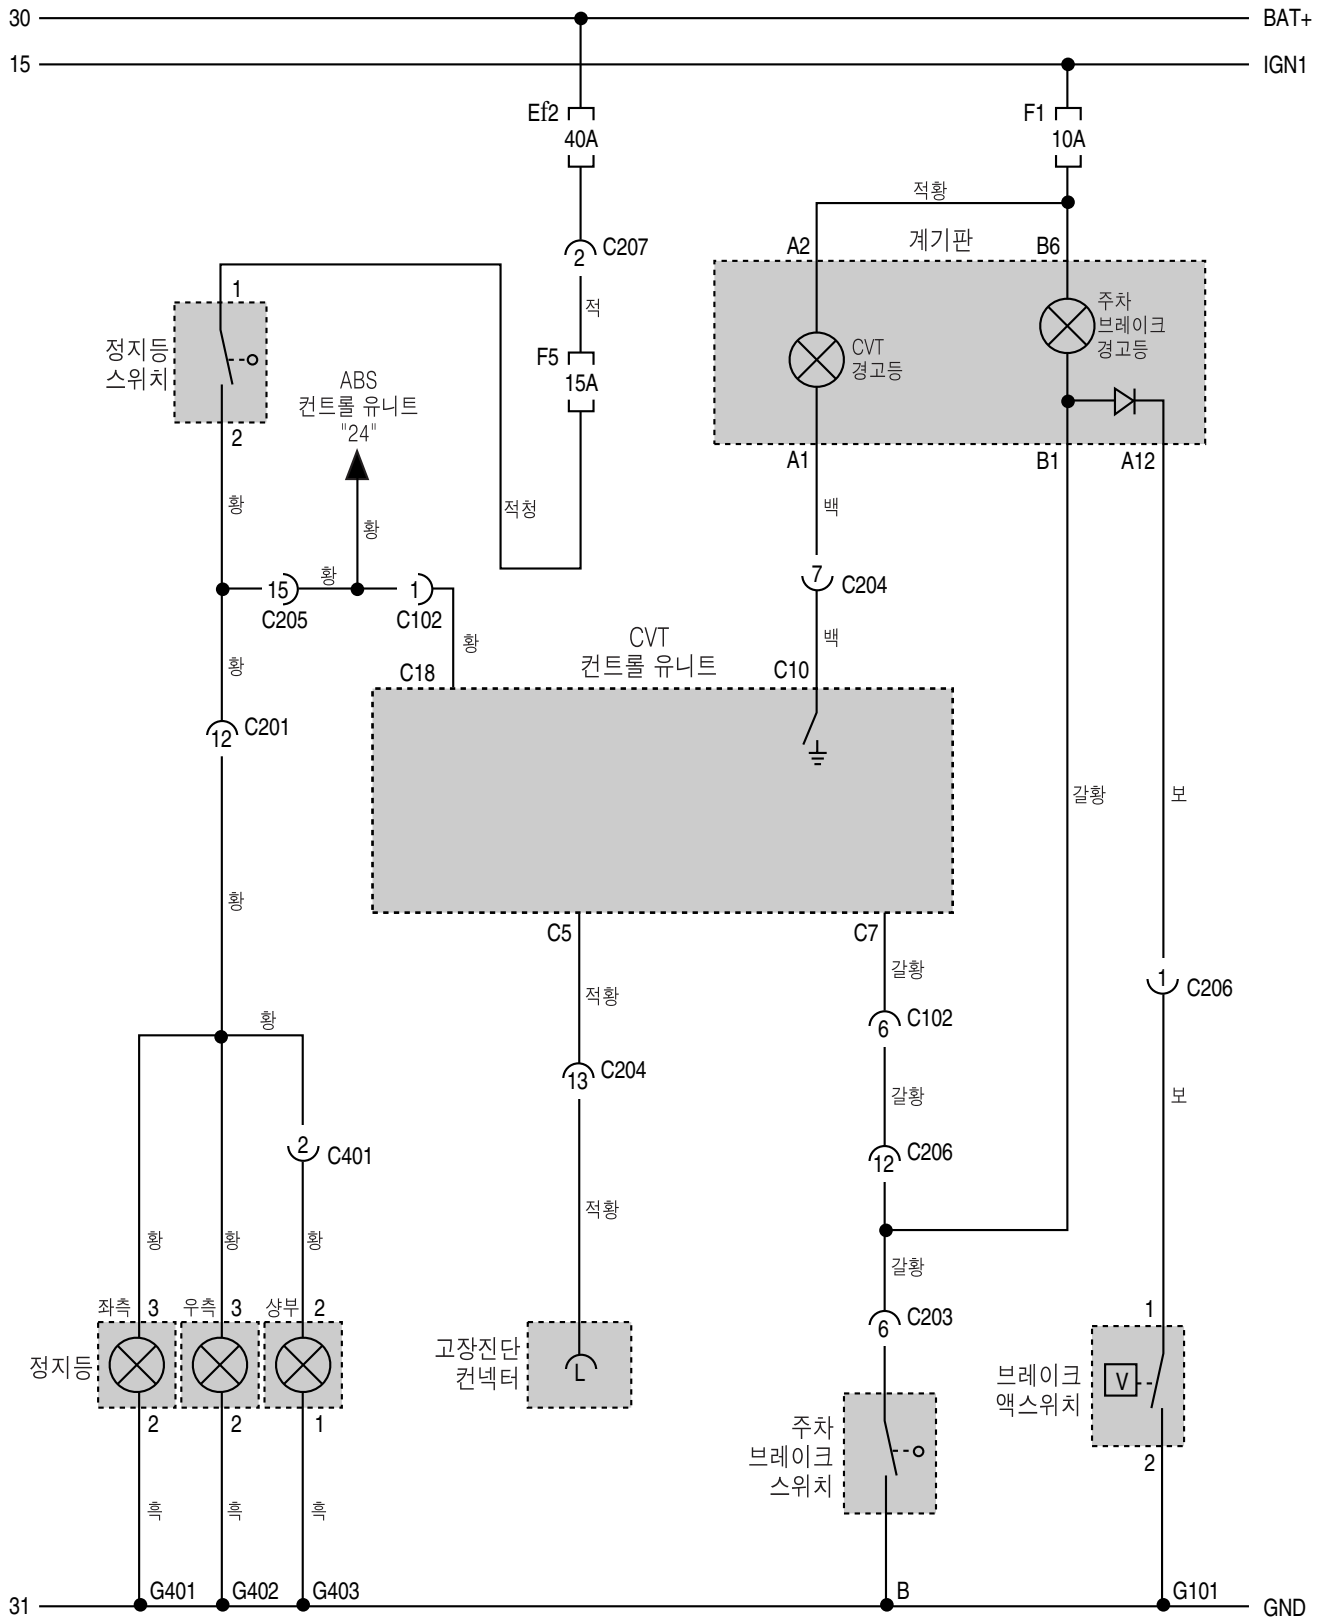 30
BAT+
15
IGN1
Ef2
40A
F1
10A
적황
C207
2
A2
계기판
B6
1
적
주차
브레이크
경고등
정지등
스위치
F5
15A
CVT
경고등
ABS
컨트롤 유니트
"24"
2
A1
B1
A12
황
적청
백
황
15
C205
황
1
C102
7
C204
황
황
CVT
컨트롤 유니트
백
C18
C10
12
C201
갈황
보
황
C5
C7
적황
갈황
1
C206
황
6
C102
13
C204
갈황
보
2
C401
12
C206
적황
황
황
황
갈황
좌측
3
우측
3
샹부
2
6
C203
1
정지등
고장진단
컨넥터
L
브레이크
액스위치
V
2
2
1
주차
브레이크
스위치
2
흑
흑
흑
G401
G402
G403
B
G101
31
GND